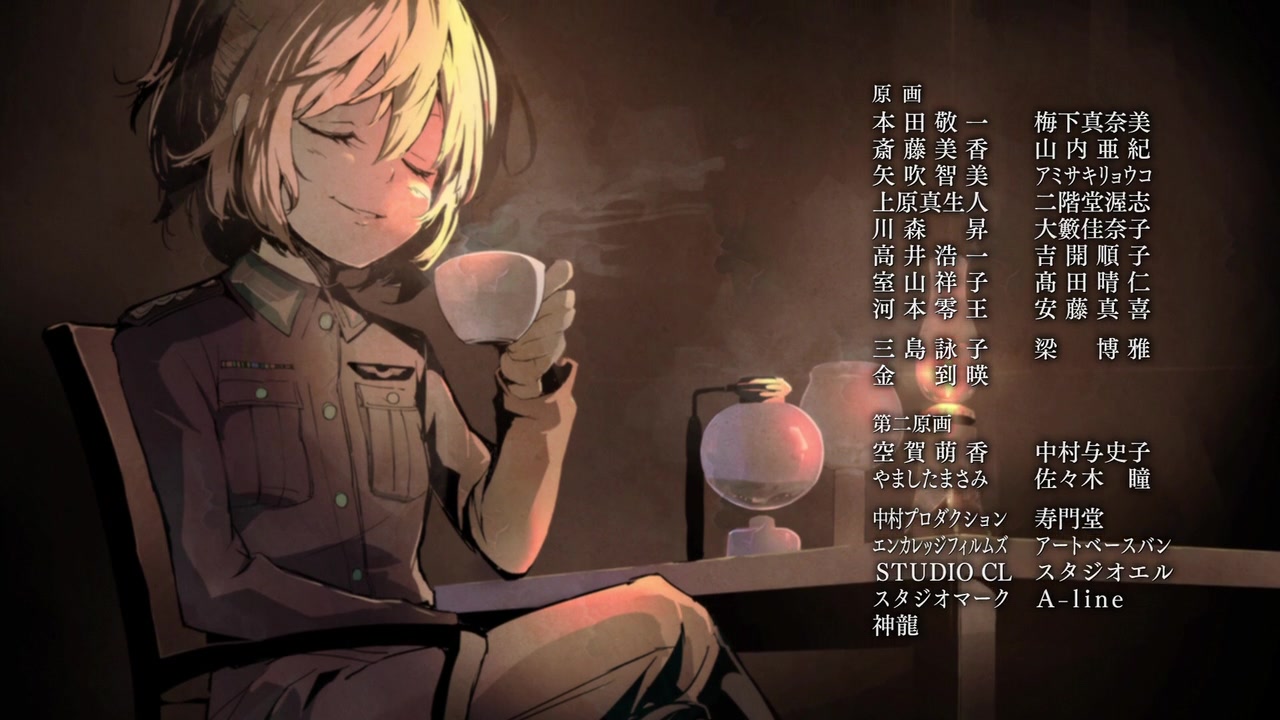 原画
本田敬一 梅下真奈美
斎藤美香 山内亜紀
矢吹智美 アミサキリョウコ
上原真生人 二階堂渥志
川森 昇 大籔佳奈子
高井浩一 吉開順子
室山祥子 髙田晴仁
河本零王 安藤真喜
三島詠子 梁 博雅
金 到暎
第二原画
空賀萌香 中村与史子
やましたまさみ 佐々木 瞳
中村プロダクション 寿門堂
エンカレッジフィルムズ アートベースバン
STUDIO CL スタジオエル
スタジオマーク A-line
神龍